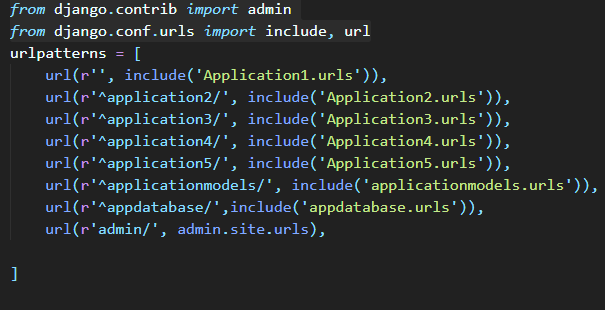 from django.contrib import admin
from django.conf.urls import include, url
urlpatterns = [
    url(r'', include('Application1.urls')),
    url(r'^application2/', include('Application2.urls')),
    url(r'^application3/', include('Application3.urls')),
    url(r'^application4/', include('Application4.urls')),
    url(r'^application5/', include('Application5.urls')),
    url(r'^applicationmodels/', include('applicationmodels.urls')),
    url(r'^appdatabase/',include('appdatabase.urls')),
    url(r'admin/', admin.site.urls),
]